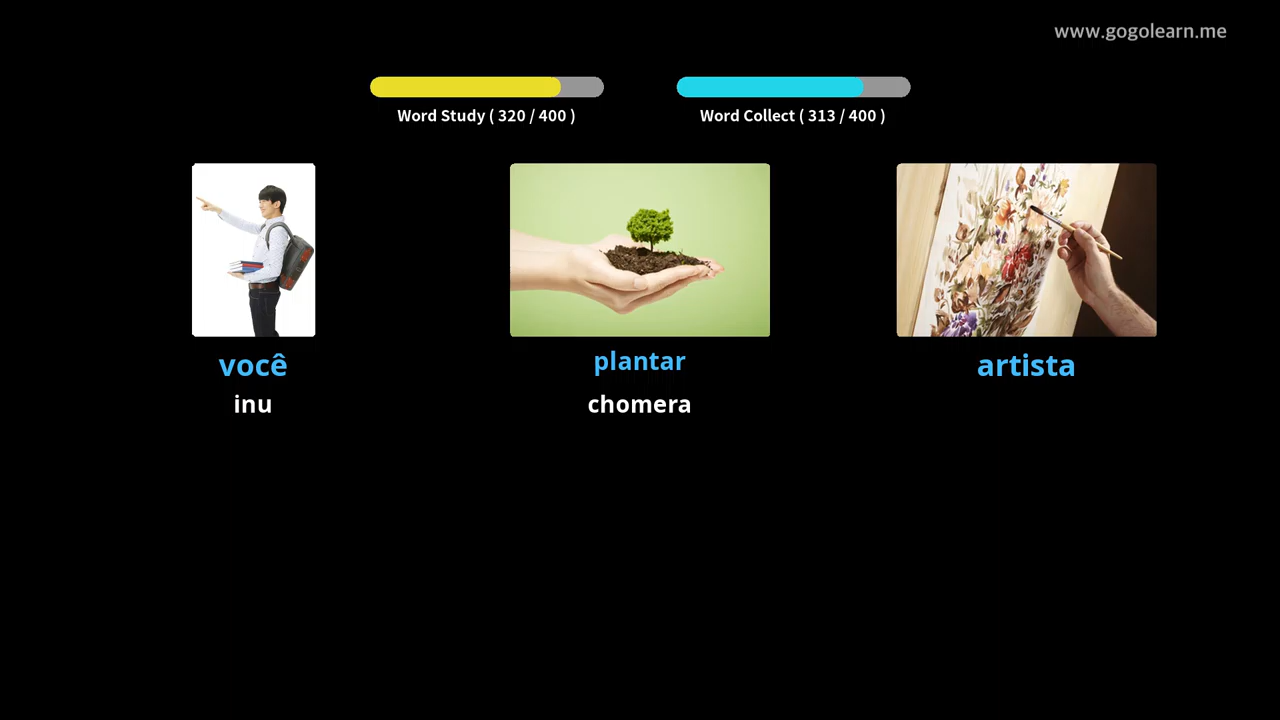 www.gogolearn.me
Word Study ( 320 / 400 )
Word Collect ( 313 / 400 )
você
inu
plantar
chomera
artista